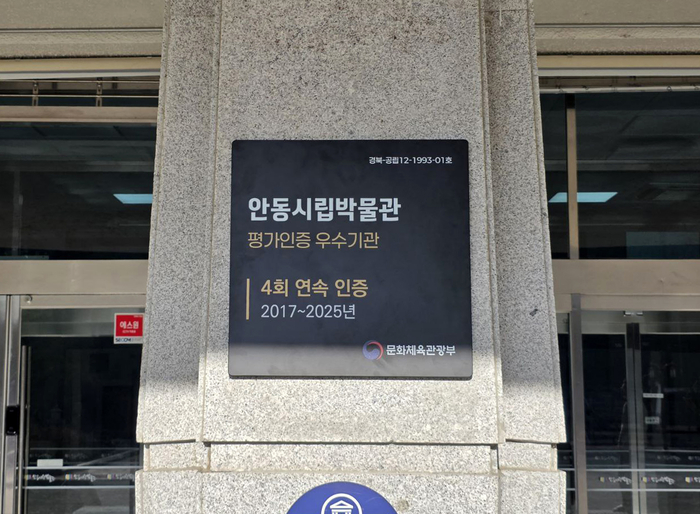 경북-공립12-1993-01호
안동시립박물관
평가인증 우수기관
4회 연속 인증
2017~2025년
문화체육관광부
에스원